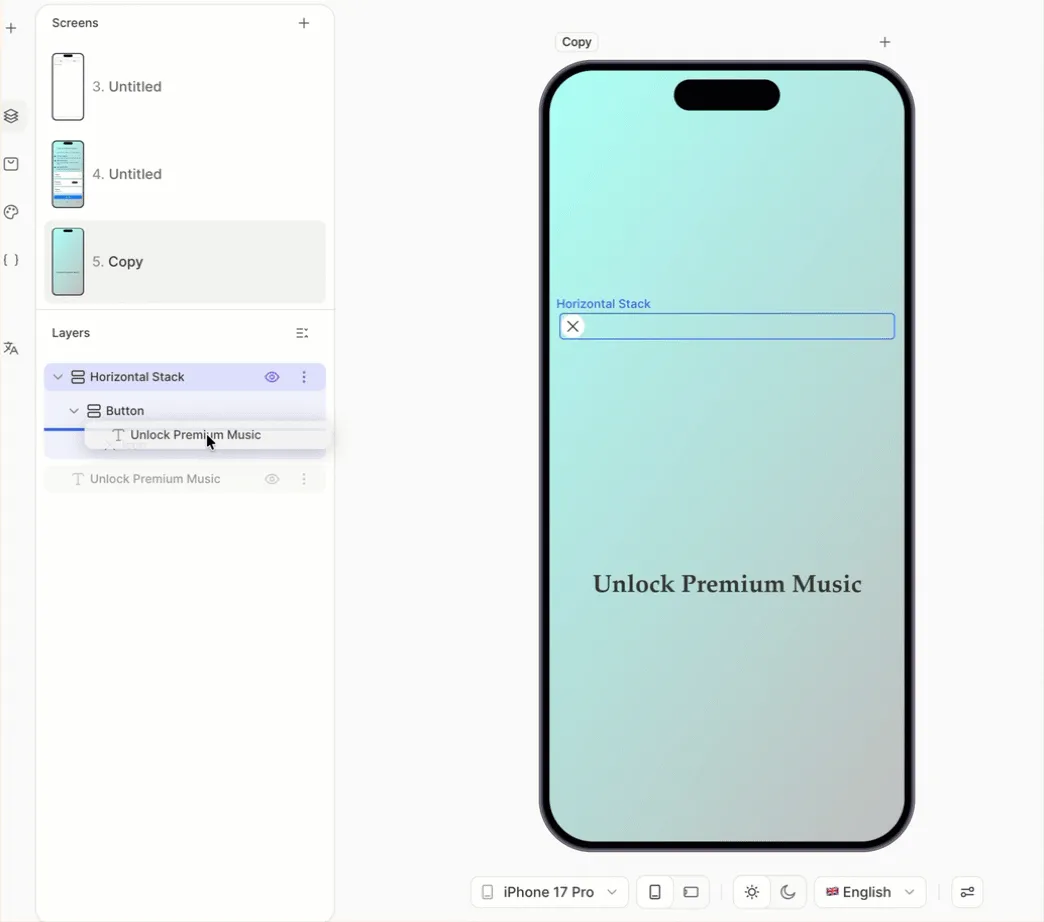 Screens
3. Untitled
4. Untitled
5. Copy
Layers
Horizontal Stack
Button
Unlock Premium Music
Unlock Premium Music
Copy
Horizontal Stack
Unlock Premium Music
iPhone 17 Pro
English